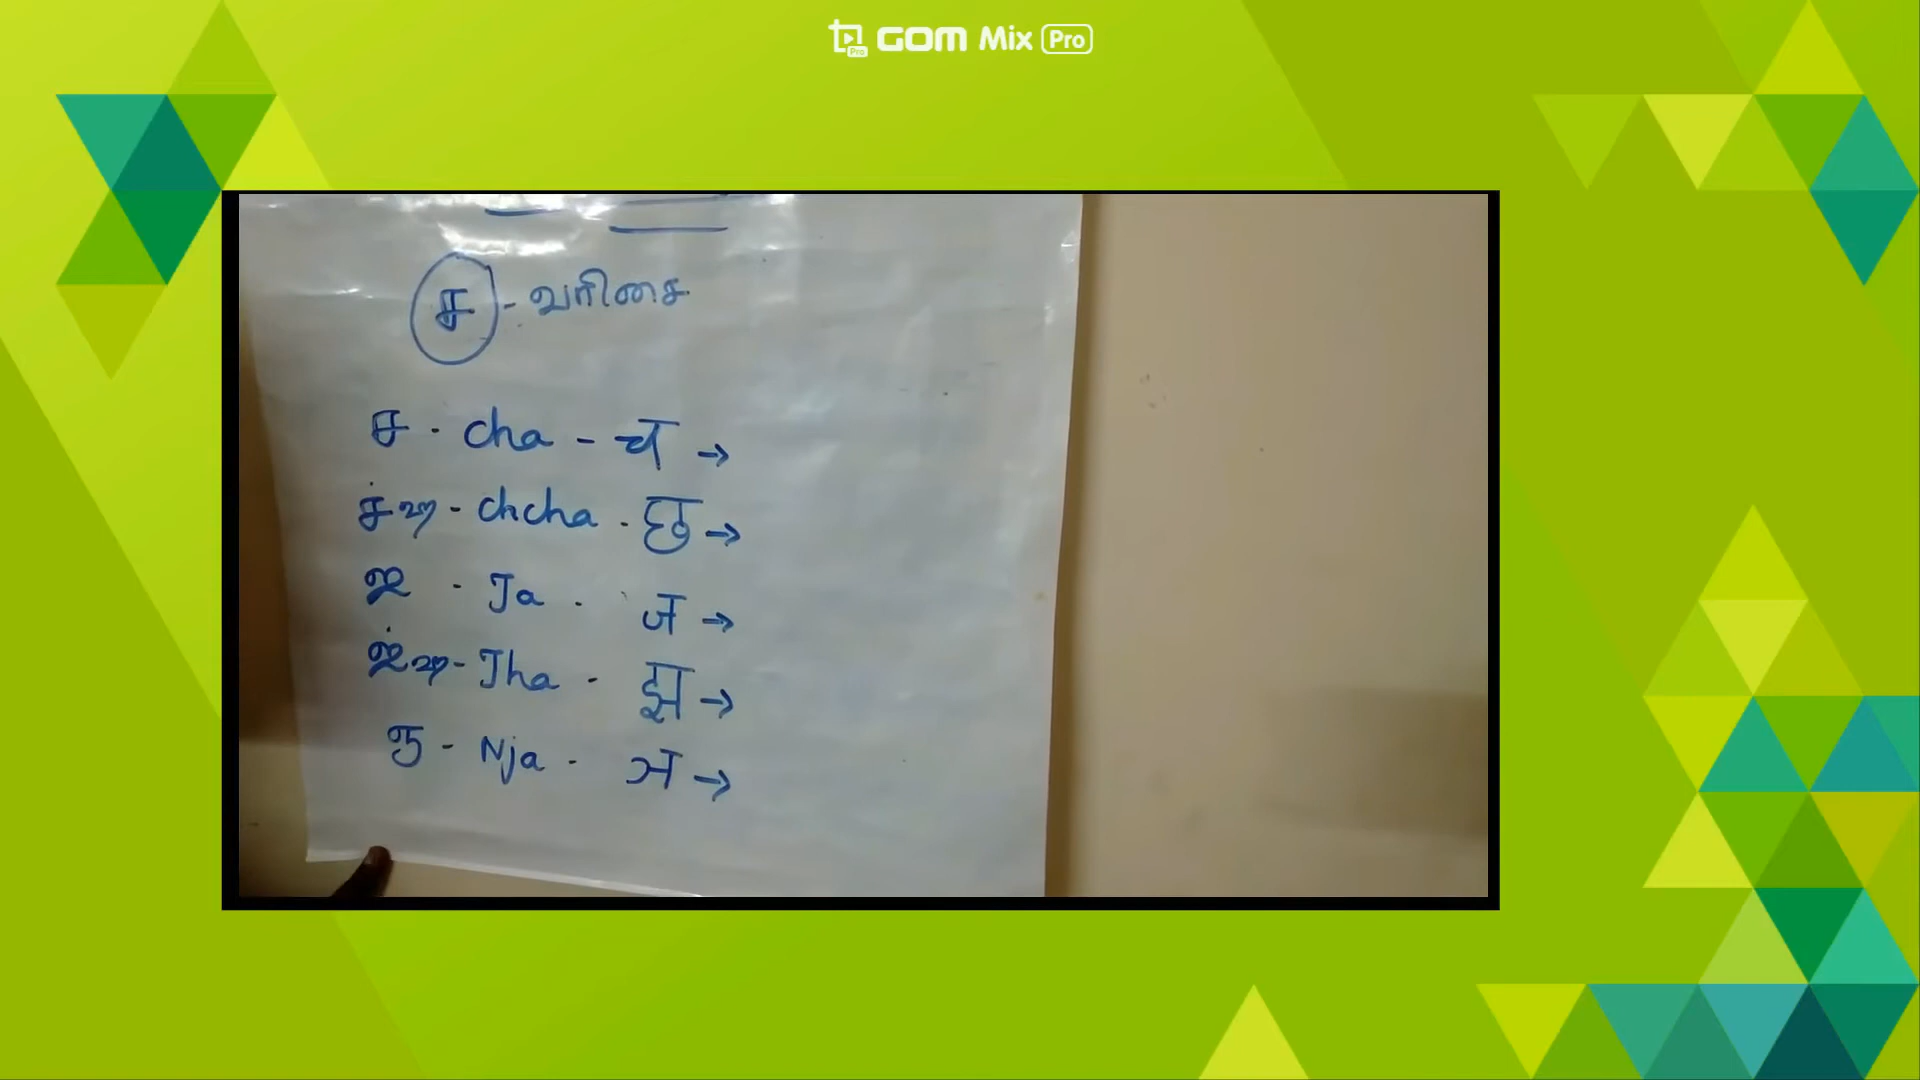 GOM Mix Pro
ச - வரிசை
ச - cha - च →
ச்ஹ - chcha - छ →
ஜ - Ja - ज →
ஜ்ஹ - Jha - झ →
ஞ - Nja - ञ →